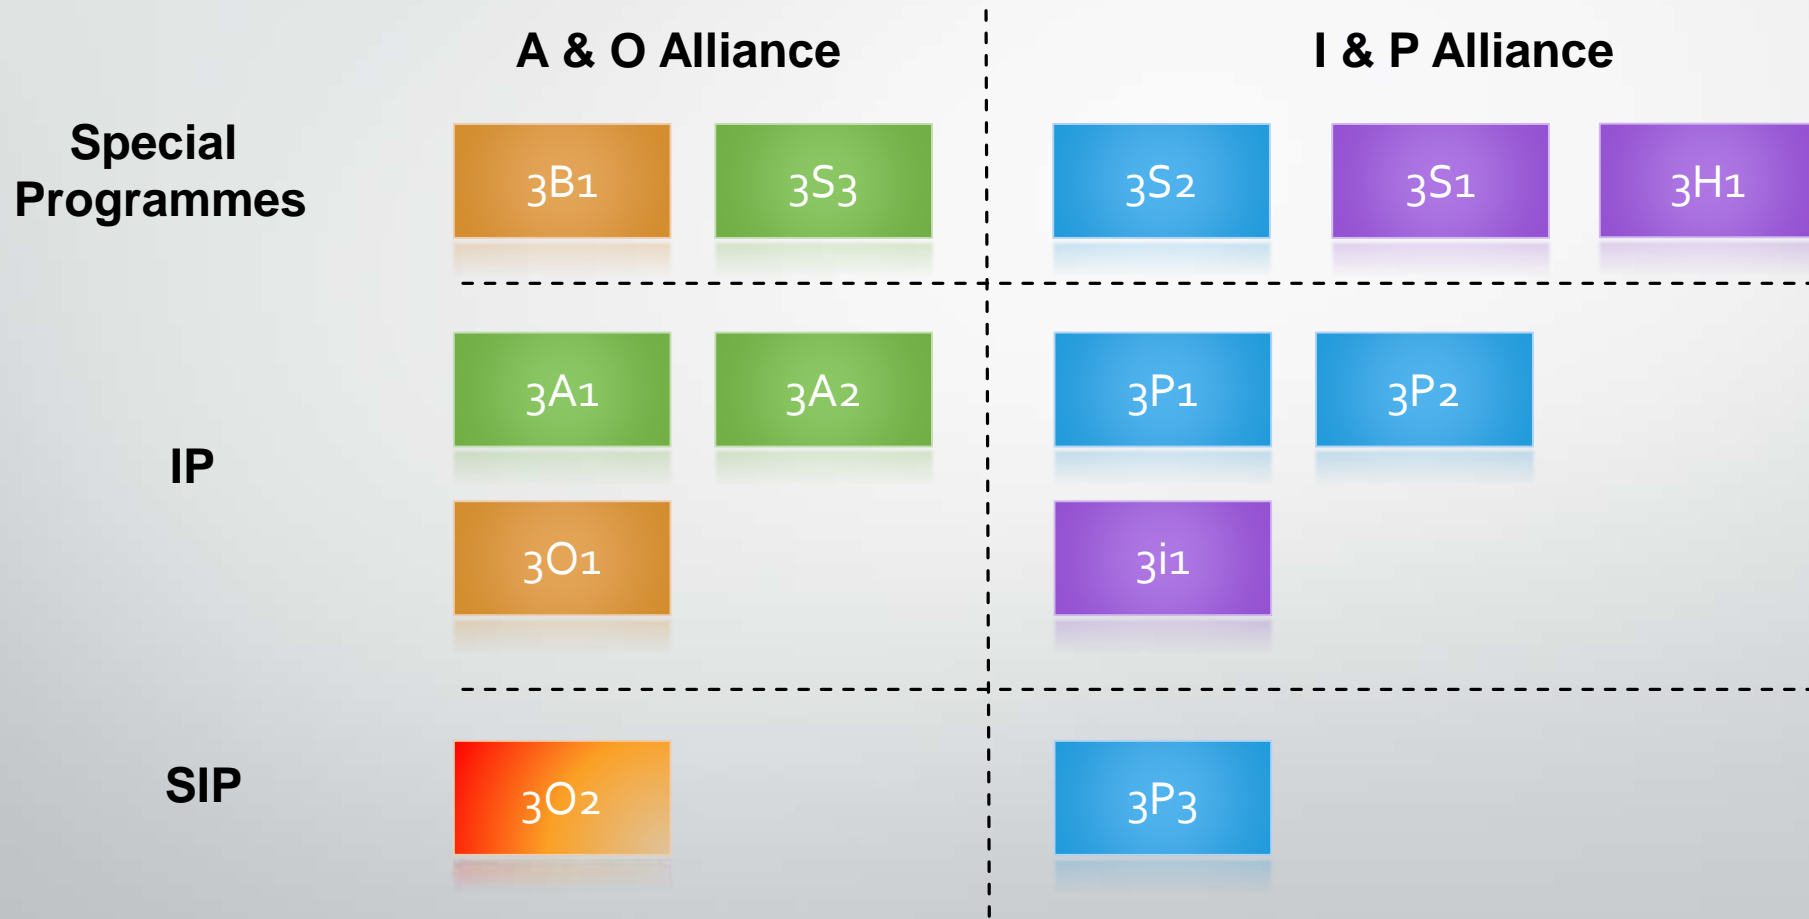 A & O Alliance
I & P Alliance
Special
Programmes
3B1
3S3
3S2
3S1
3H1
IP
3A1
3A2
3P1
3P2
3O1
3i1
SIP
3O2
3P3